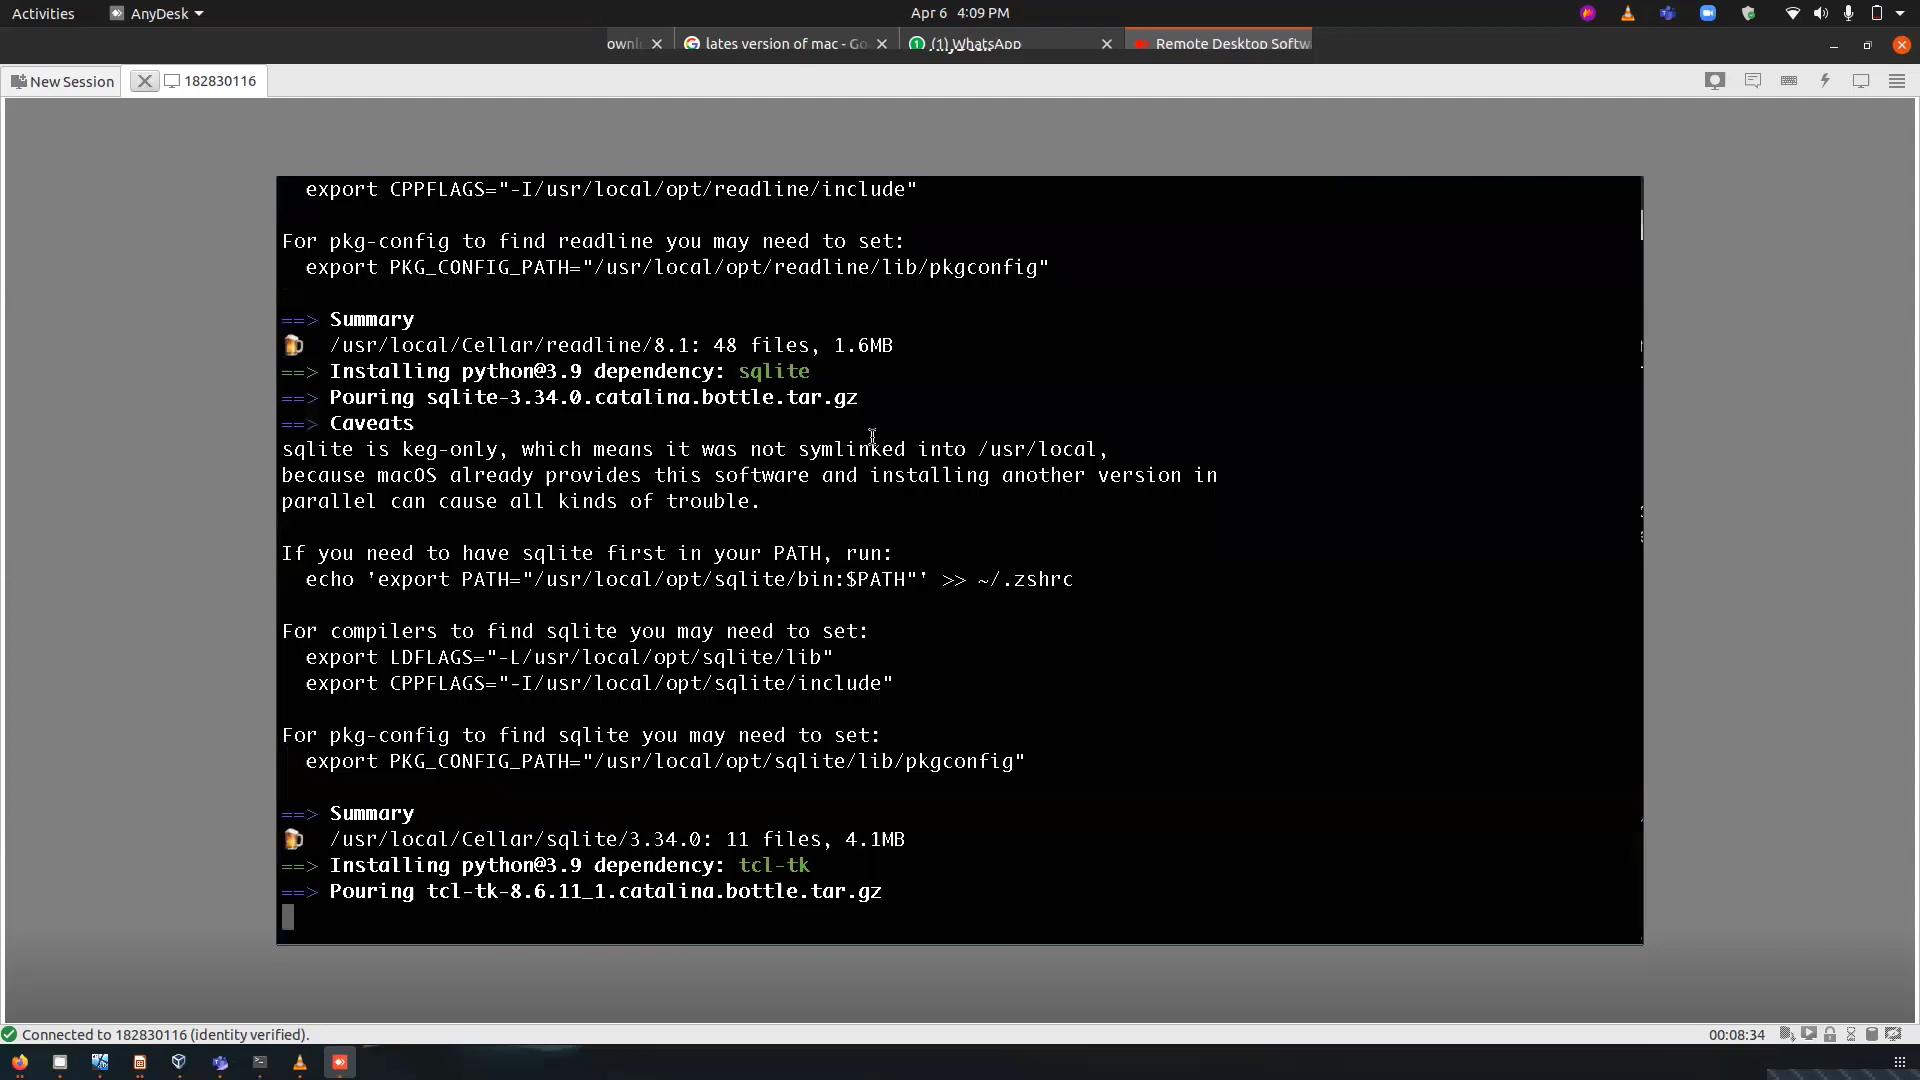 Activities
AnyDesk
Apr 6 4:09 PM
lates version of mac - Go
(1) WhatsApp
Remote Desktop Softw
New Session
182830116
export CPPFLAGS="-I/usr/local/opt/readline/include"
For pkg-config to find readline you may need to set:
export PKG_CONFIG_PATH="/usr/local/opt/readline/lib/pkgconfig"
==> Summary
/usr/local/Cellar/readline/8.1: 48 files, 1.6MB
==> Installing python@3.9 dependency: sqlite
==> Pouring sqlite-3.34.0.catalina.bottle.tar.gz
==> Caveats
sqlite is keg-only, which means it was not symlinked into /usr/local,
because macOS already provides this software and installing another version in
parallel can cause all kinds of trouble.
If you need to have sqlite first in your PATH, run:
echo 'export PATH="/usr/local/opt/sqlite/bin:$PATH"' >> ~/.zshrc
For compilers to find sqlite you may need to set:
export LDFLAGS="-L/usr/local/opt/sqlite/lib"
export CPPFLAGS="-I/usr/local/opt/sqlite/include"
For pkg-config to find sqlite you may need to set:
export PKG_CONFIG_PATH="/usr/local/opt/sqlite/lib/pkgconfig"
==> Summary
/usr/local/Cellar/sqlite/3.34.0: 11 files, 4.1MB
==> Installing python@3.9 dependency: tcl-tk
==> Pouring tcl-tk-8.6.11_1.catalina.bottle.tar.gz
Connected to 182830116 (identity verified).
00:08:34